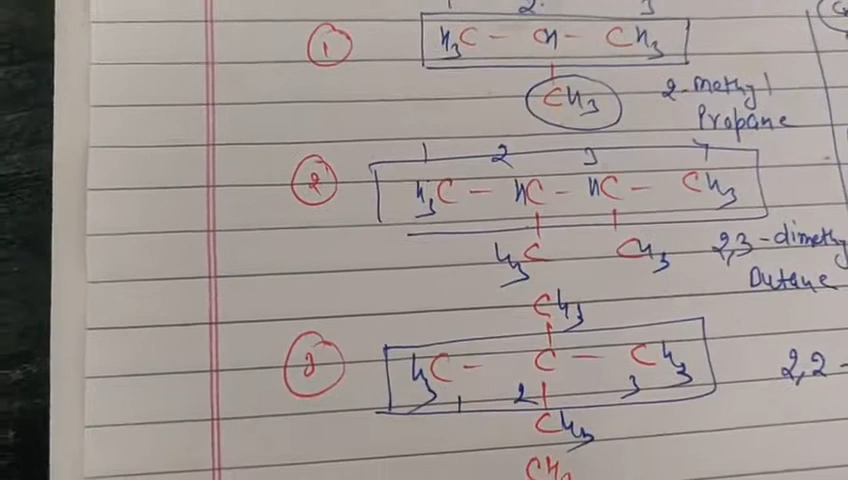 1 2 3
① H3C - CH - CH3
CH3 2-methyl
Propane
1 2 3 4
② H3C - HC - HC - CH3
H3C CH3 2,3-dimethy
Butane
CH3
③ H3C - C - CH3 2,2-
1 2 3
CH3